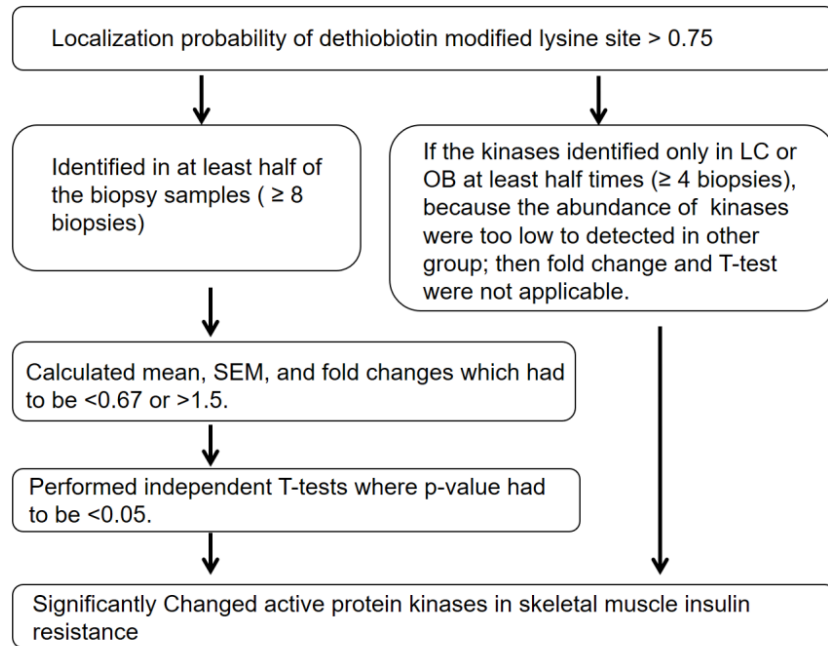 Localization probability of dethiobiotin modified lysine site > 0.75
Identified in at least half of
the biopsy samples ( ≥ 8
biopsies)
If the kinases identified only in LC or
OB at least half times (≥ 4 biopsies),
because the abundance of kinases
were too low to detected in other
group; then fold change and T-test
were not applicable.
Calculated mean, SEM, and fold changes which had
to be <0.67 or >1.5.
Performed independent T-tests where p-value had
to be <0.05.
Significantly Changed active protein kinases in skeletal muscle insulin
resistance